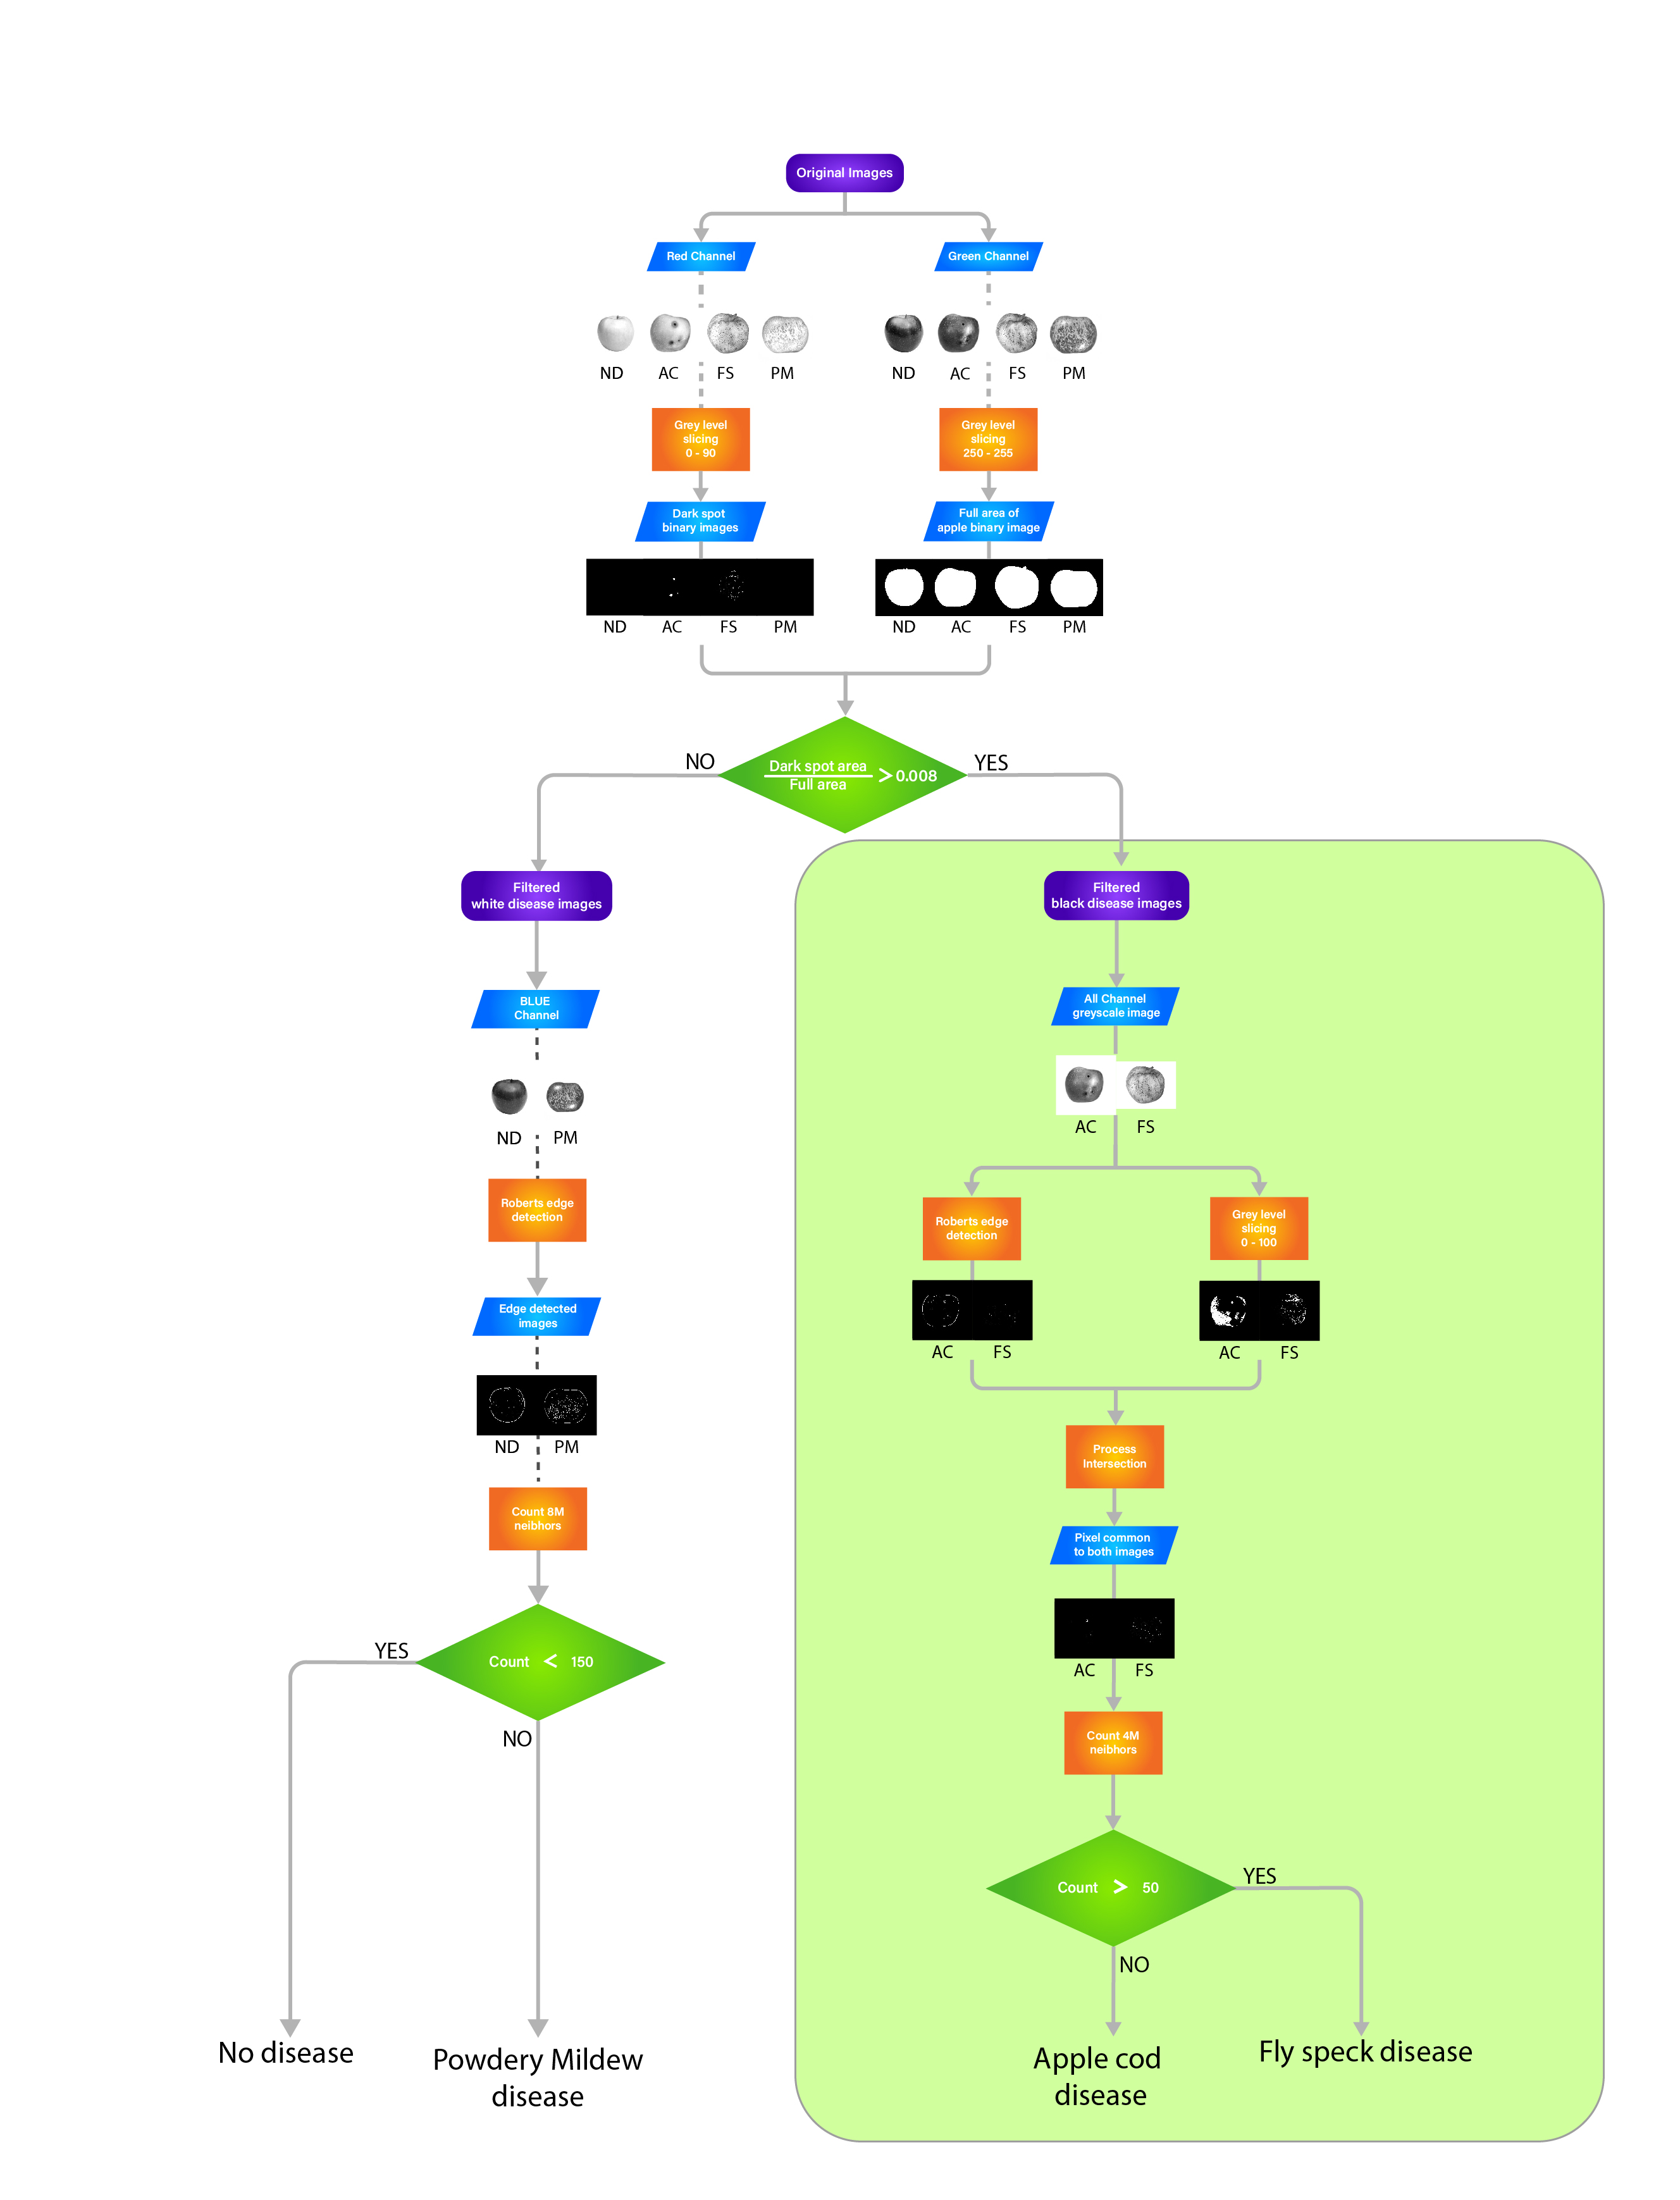 Original Images
Red Channel
Green Channel
ND AC FS PM
ND AC FS PM
Grey level
slicing
0 - 90
Grey level
slicing
250 - 255
Dark spot
binary images
Full area of
apple binary image
ND AC FS PM
ND AC FS PM
NO
Dark spot area
Full area
> 0.008
YES
Filtered
white disease images
BLUE
Channel
ND PM
Roberts edge
detection
Edge detected
images
ND PM
Count 8M
neibhors
YES
Count < 150
NO
No disease
Powdery Mildew
disease
Filtered
black disease images
All Channel
greyscale image
AC FS
Roberts edge
detection
Grey level
slicing
0 - 100
AC FS
AC FS
Process
Intersection
Pixel common
to both images
AC FS
Count 4M
neibhors
Count > 50
YES
NO
Apple cod
disease
Fly speck disease